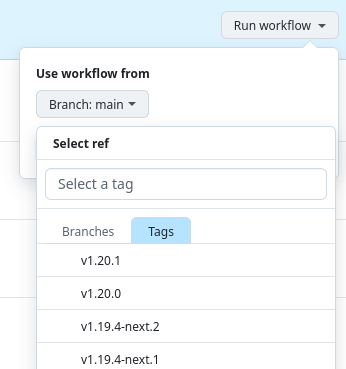 Run workflow
Use workflow from
Branch: main
Select ref
Select a tag
Branches Tags
v1.20.1
v1.20.0
v1.19.4-next.2
v1.19.4-next.1